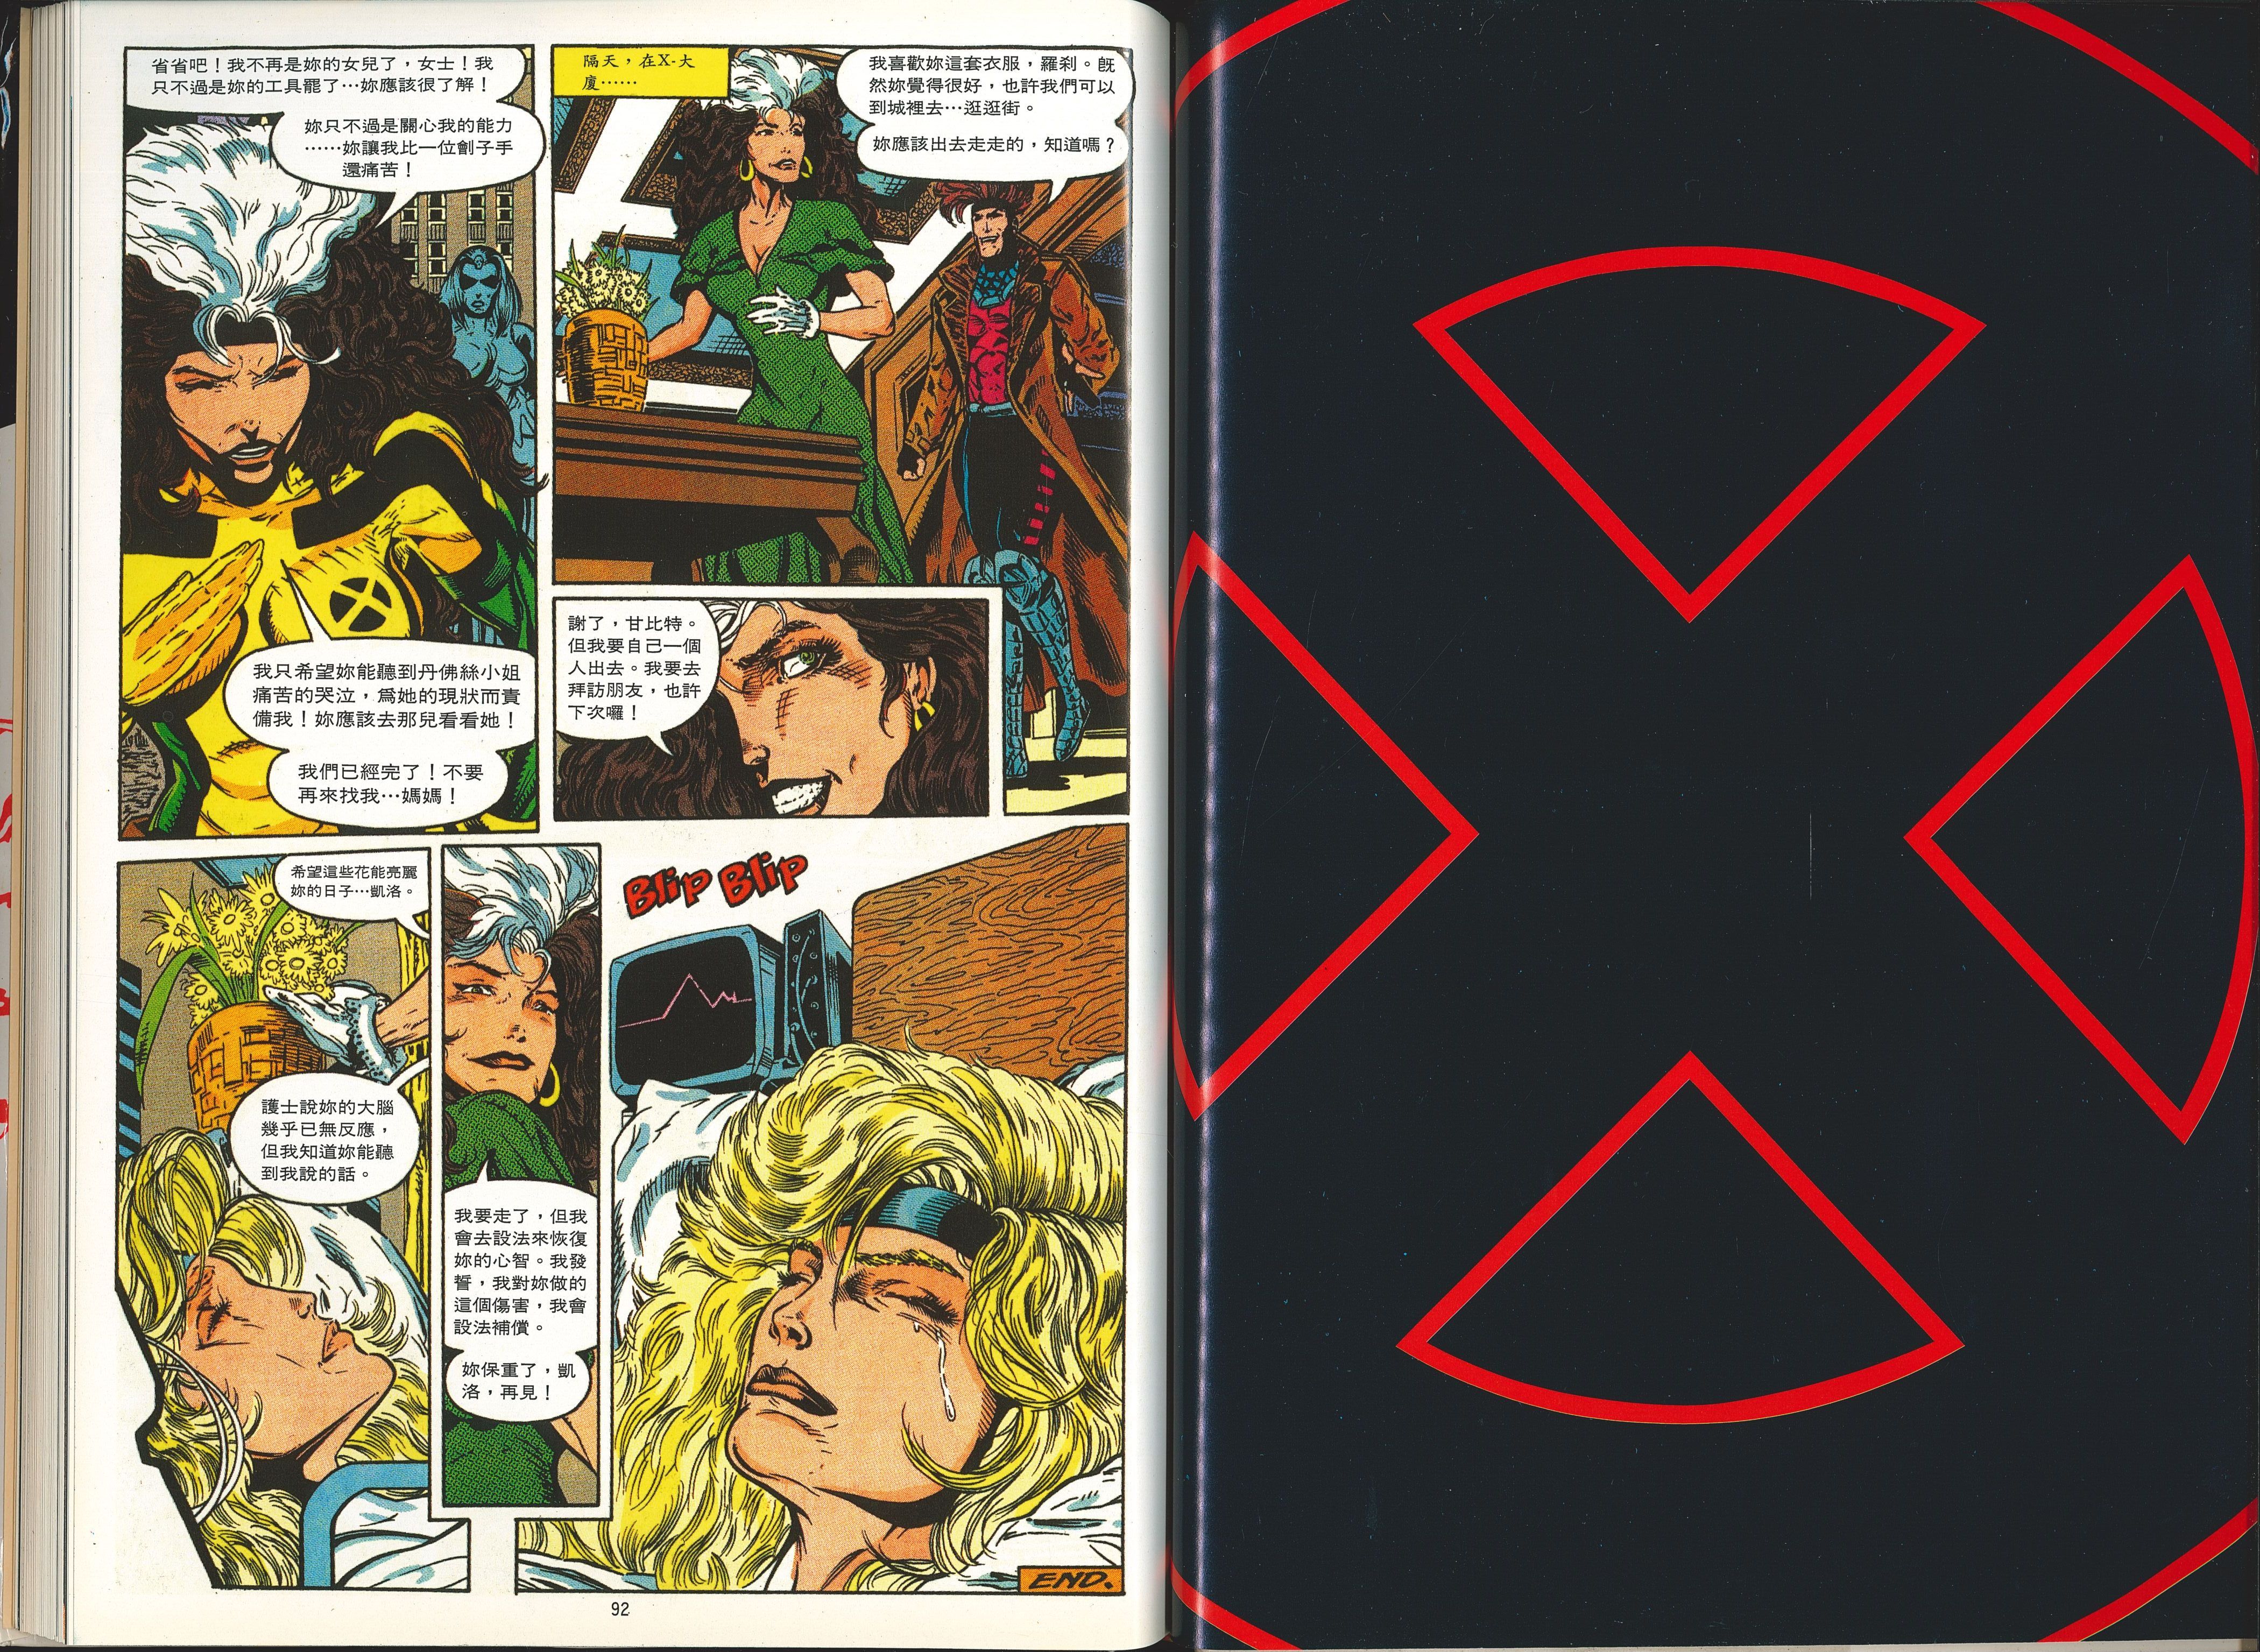 省省吧！我不再是妳的女兒了，女士！我
只不過是妳的工具罷了…妳應該很了解！
妳只不過是關心我的能力
……妳讓我比一位劊子手
還痛苦！
我只希望妳能聽到丹佛絲小姐
痛苦的哭泣，爲她的現狀而責
備我！妳應該去那兒看看她！
我們已經完了！不要
再來找我…媽媽！
隔天，在X-大
廈……
我喜歡妳這套衣服，羅刹。旣
然妳覺得很好，也許我們可以
到城裡去…逛逛街。
妳應該出去走走的，知道嗎？
謝了，甘比特。
但我要自己一個
人出去。我要去
拜訪朋友，也許
下次囉！
希望這些花能亮麗
妳的日子…凱洛。
護士說妳的大腦
幾乎已無反應，
但我知道妳能聽
到我說的話。
我要走了，但我
會去設法來恢復
妳的心智。我發
誓，我對妳做的
這個傷害，我會
設法補償。
妳保重了，凱
洛，再見！
Blip Blip
END.
92